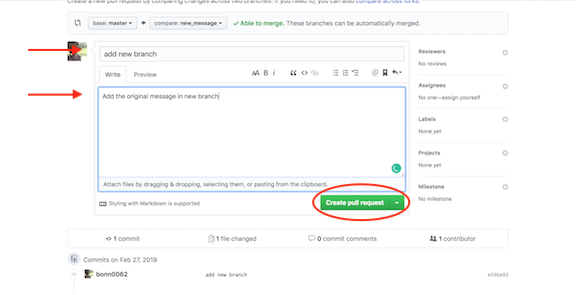 Create a new pull request by comparing changes across two branches. If you need to, you can also compare across forks.
base: master
compare: new_message
Able to merge. These branches can be automatically merged.
add new branch
Write Preview
AA B i
Add the original message in new branch
Attach files by dragging & dropping, selecting them, or pasting from the clipboard.
Styling with Markdown is supported
Create pull request
Reviewers
No reviews
Assignees
No one—assign yourself
Labels
None yet
Projects
None yet
Milestone
No milestone
1 commit 1 file changed 0 commit comments 1 contributor
Commits on Feb 27, 2019
bonn0062 add new branch e596e92